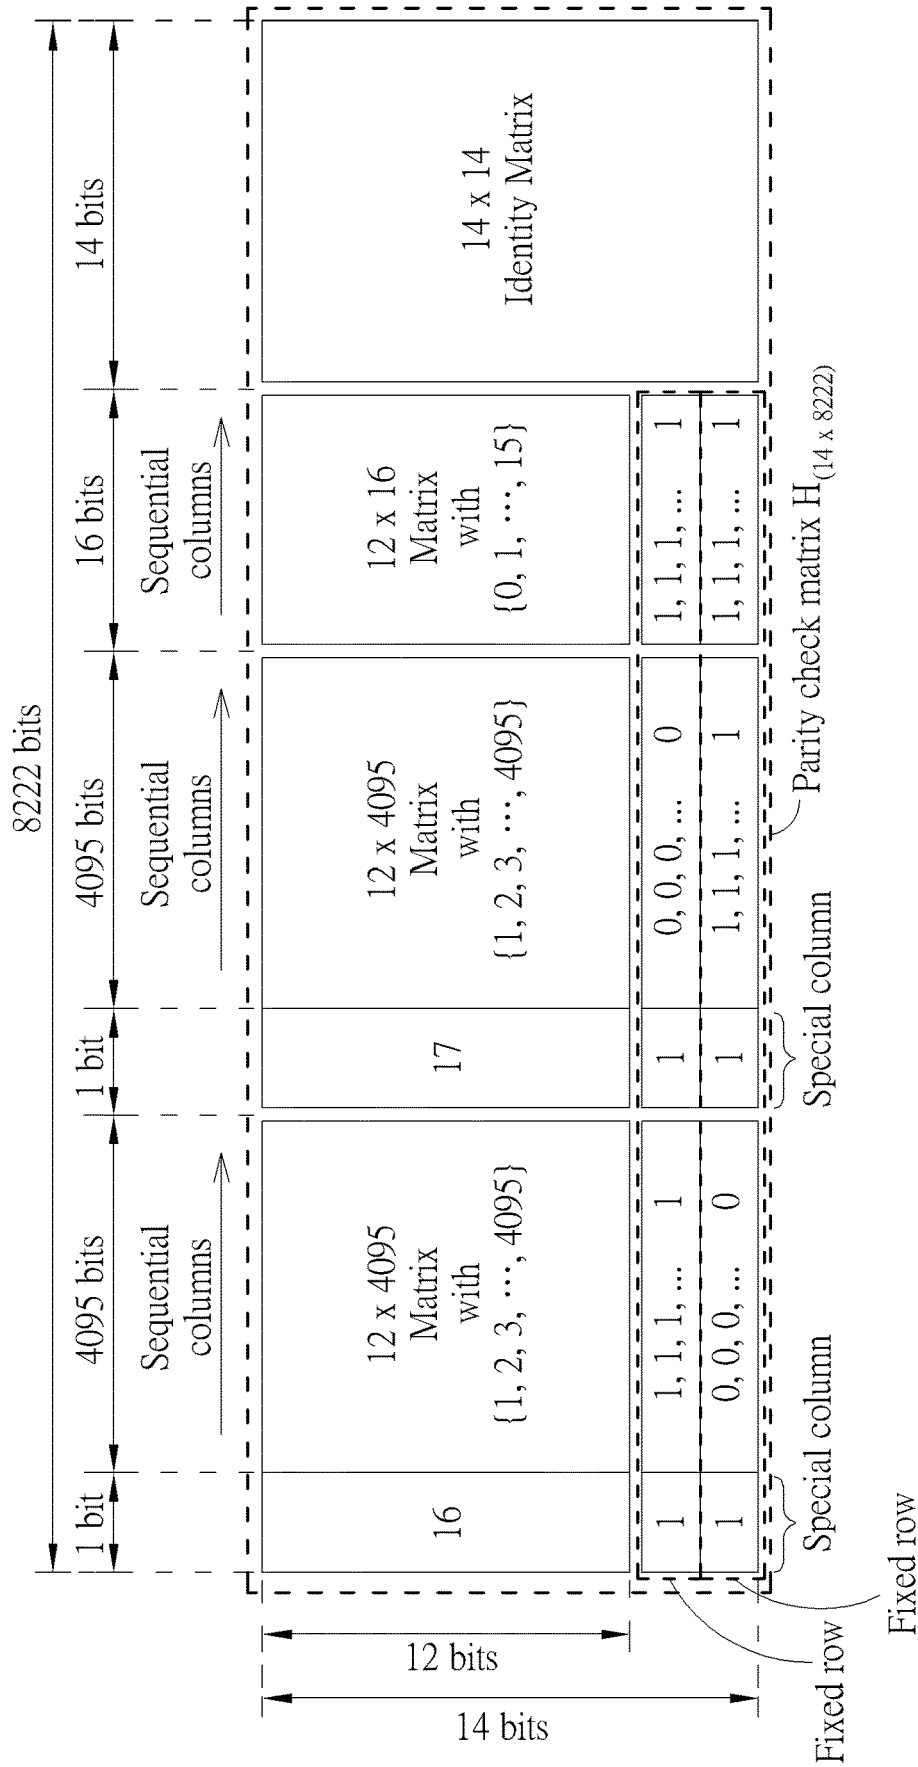 8222 bits
1 bit
4095 bits
1 bit
4095 bits
16 bits
14 bits
Sequential
columns
Sequential
columns
Sequential
columns
16
12 x 4095
Matrix
with
{1, 2, 3, ⋯, 4095}
17
12 x 4095
Matrix
with
{1, 2, 3, ⋯, 4095}
12 x 16
Matrix
with
{0, 1, ⋯, 15}
14 x 14
Identity Matrix
12 bits
14 bits
1
1, 1, 1, ... 1
1
0, 0, 0, ... 0
1, 1, 1, ... 1
1
0, 0, 0, ... 0
1
1, 1, 1, ... 1
1, 1, 1, ... 1
Fixed row
Fixed row
Special column
Special column
Parity check matrix H(14 x 8222)